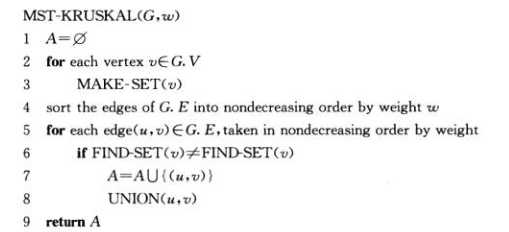 MST-KRUSKAL(G,w)
1 A=∅
2 for each vertex v∈G.V
3 MAKE-SET(v)
4 sort the edges of G.E into nondecreasing order by weight w
5 for each edge(u,v)∈G.E,taken in nondecreasing order by weight
6 if FIND-SET(v)≠FIND-SET(v)
7 A=A∪{(u,v)}
8 UNION(u,v)
9 return A